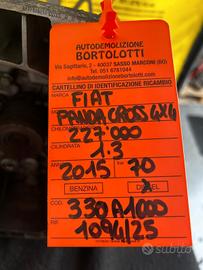 AUTODEMOLIZIONE
BORTOLOTTI
Via Sagittario, 2 - 40037 SASSO MARCONI (BO)
Tel. 051 6781044
info@autodemolizionebortolotti.com
CARTELLINO DI IDENTIFICAZIONE RICAMBIO
MARCA FIAT
PANDA CROSS 4X4
CHILOM 227'000
CILINDRATA 1.3
ANNO 2015 KW 70
BENZINA DIESEL X
COD. 330A1000
RIF. 1094/25
Subito